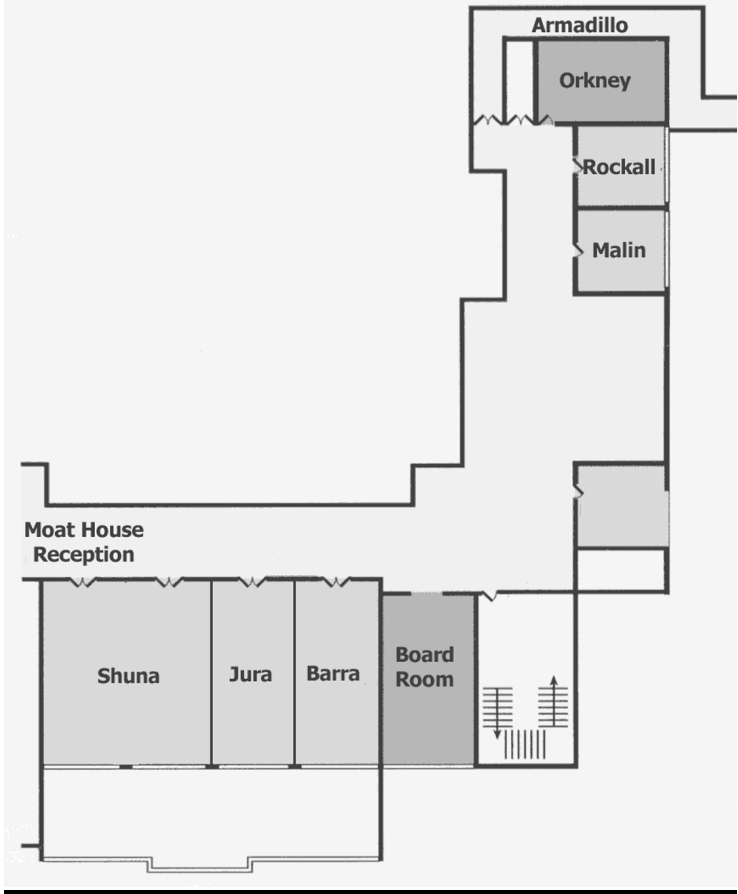 Armadillo
Orkney
Rockall
Malin
Moat House
Reception
Shuna
Jura
Barra
Board
Room